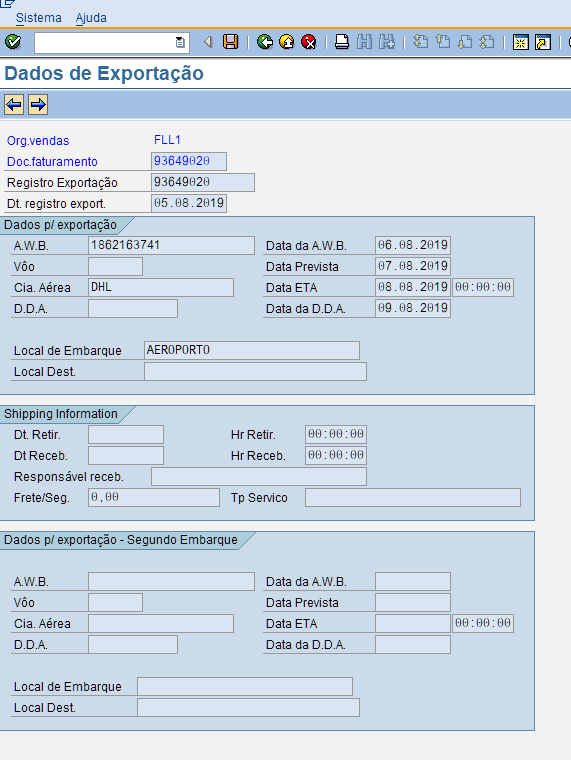 Sistema Ajuda
Dados de Exportação
Org.vendas FLL1
Doc.faturamento 93649020
Registro Exportação 93649020
Dt. registro export. 05.08.2019
Dados p/ exportação
A.W.B. 1862163741 Data da A.W.B. 06.08.2019
Vôo Data Prevista 07.08.2019
Cia. Aérea DHL Data ETA 08.08.2019 00:00:00
D.D.A. Data da D.D.A. 09.08.2019
Local de Embarque AEROPORTO
Local Dest.
Shipping Information
Dt. Retir. Hr Retir. 00:00:00
Dt Receb. Hr Receb. 00:00:00
Responsável receb.
Frete/Seg. 0,00 Tp Servico
Dados p/ exportação - Segundo Embarque
A.W.B. Data da A.W.B.
Vôo Data Prevista
Cia. Aérea Data ETA 00:00:00
D.D.A. Data da D.D.A.
Local de Embarque
Local Dest.